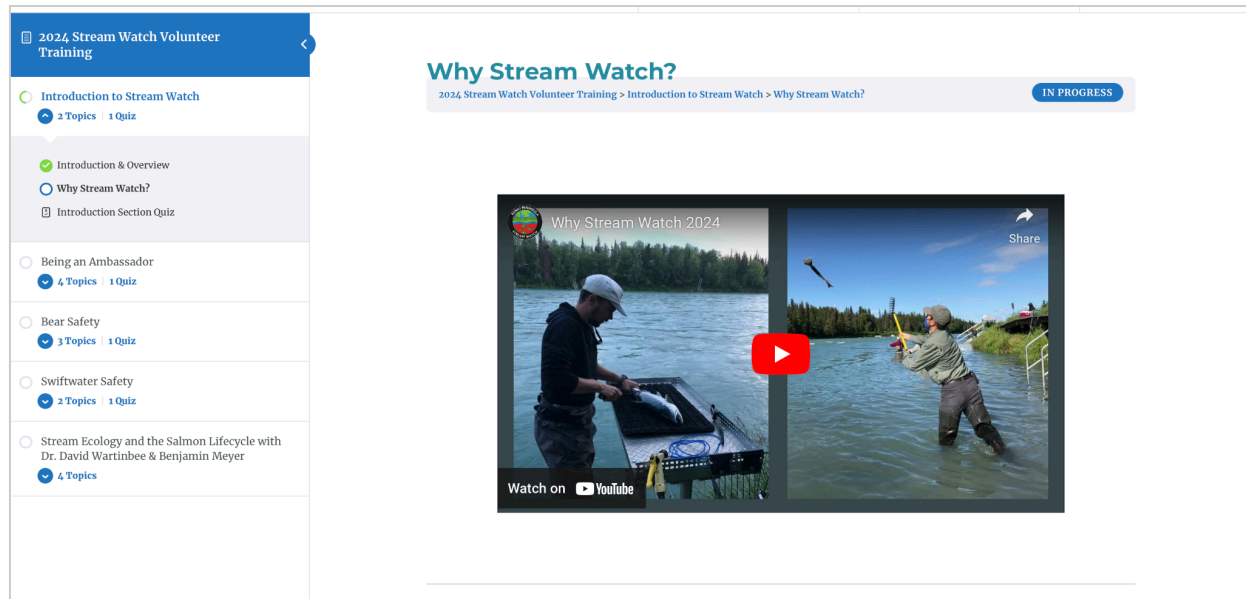 2024 Stream Watch Volunteer
Training
Introduction to Stream Watch
2 Topics | 1 Quiz
Introduction & Overview
Why Stream Watch?
Introduction Section Quiz
Being an Ambassador
4 Topics | 1 Quiz
Bear Safety
3 Topics | 1 Quiz
Swiftwater Safety
2 Topics | 1 Quiz
Stream Ecology and the Salmon Lifecycle with
Dr. David Wartinbee & Benjamin Meyer
4 Topics
Why Stream Watch?
2024 Stream Watch Volunteer Training > Introduction to Stream Watch > Why Stream Watch?
IN PROGRESS
Why Stream Watch 2024
Share
Watch on YouTube